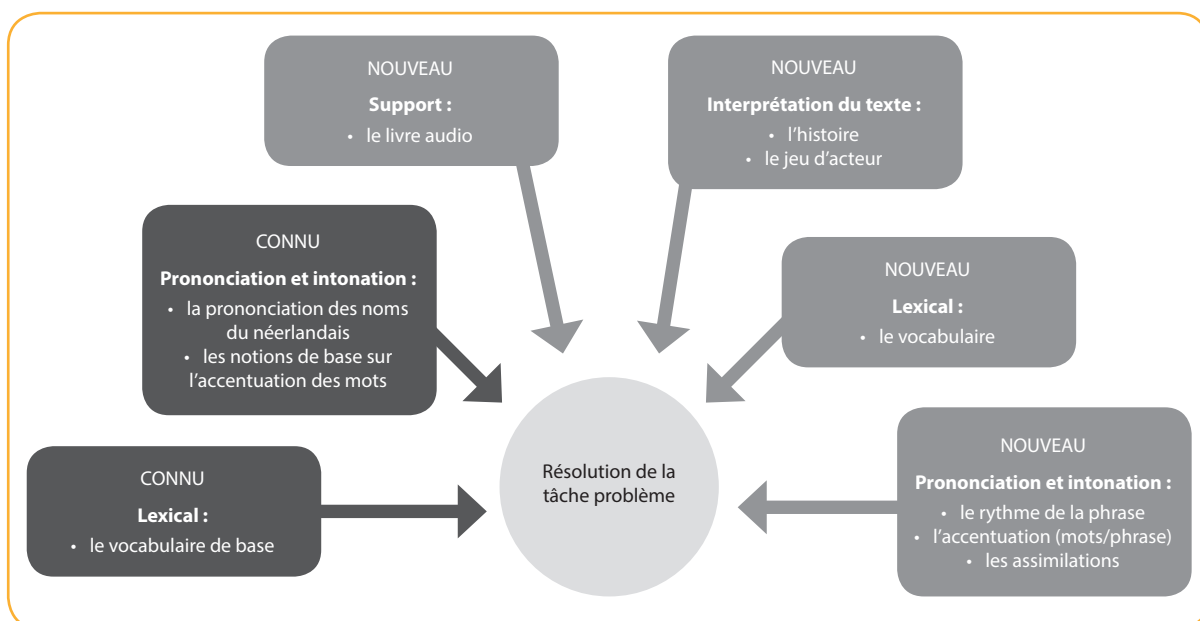 NOUVEAU
Support :
• le livre audio
NOUVEAU
Interprétation du texte :
• l'histoire
• le jeu d'acteur
CONNU
Prononciation et intonation :
• la prononciation des noms
du néerlandais
• les notions de base sur
l'accentuation des mots
NOUVEAU
Lexical :
• le vocabulaire
CONNU
Lexical :
• le vocabulaire de base
Résolution de la
tâche problème
NOUVEAU
Prononciation et intonation :
• le rythme de la phrase
• l'accentuation (mots/phrase)
• les assimilations